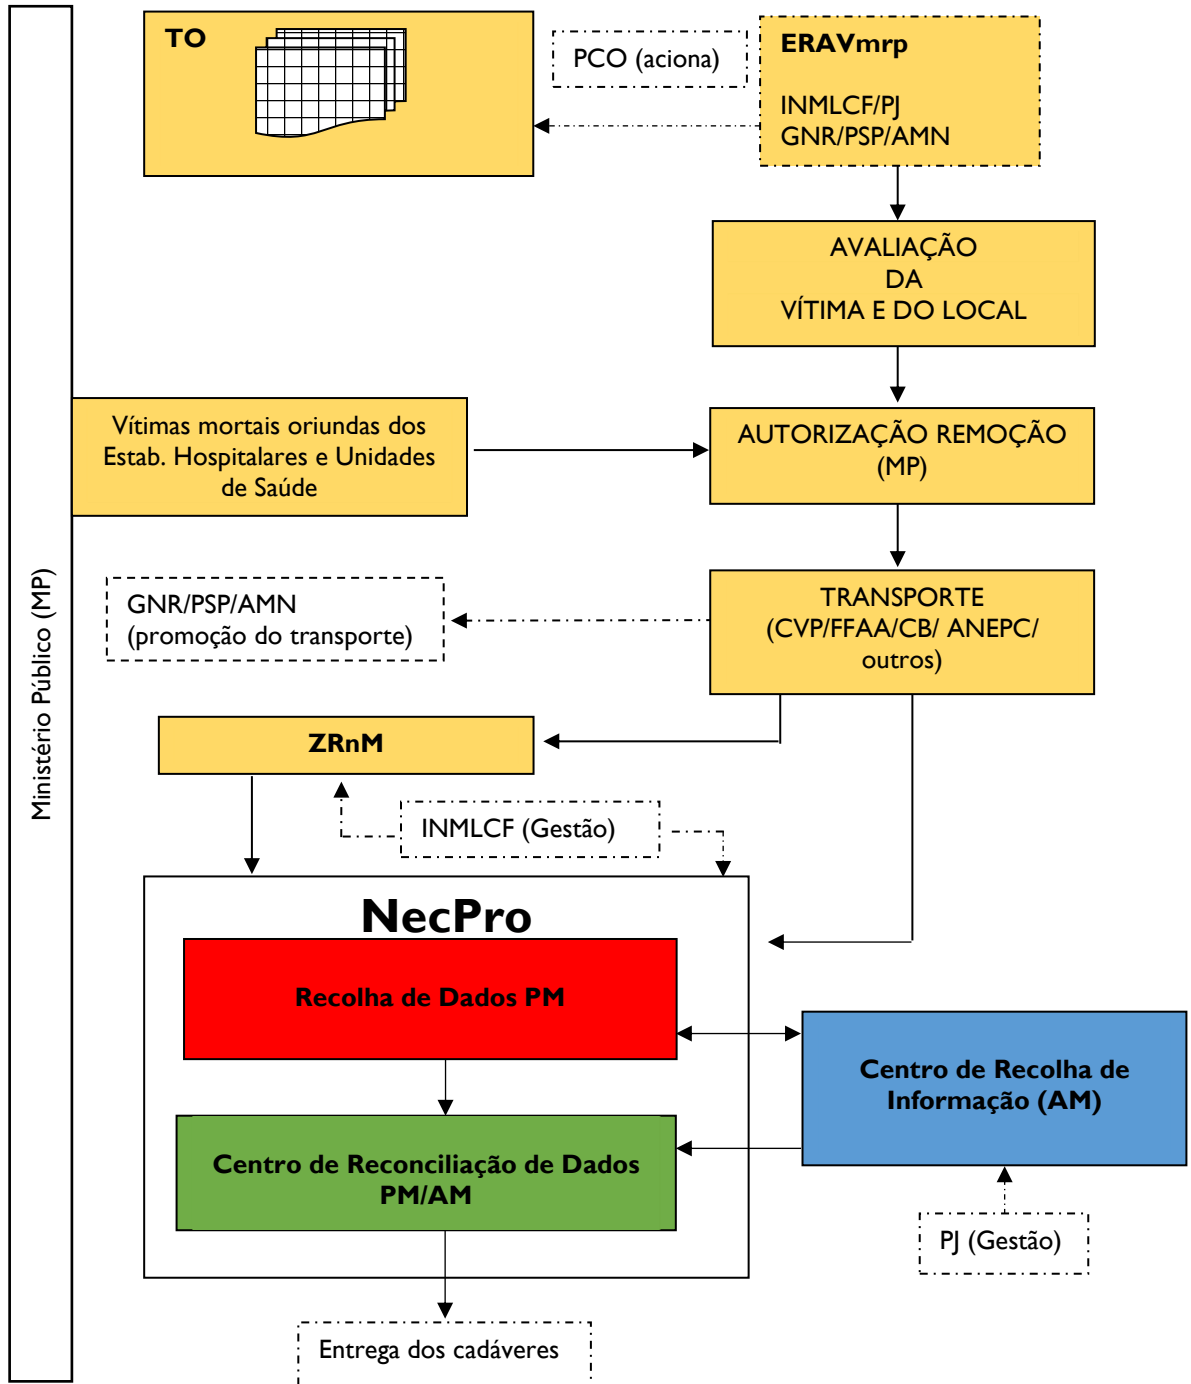 TO
PCO (aciona)
ERAVmrp
INMLCF/PJ
GNR/PSP/AMN
AVALIAÇÃO
DA
VÍTIMA E DO LOCAL
Vítimas mortais oriundas dos
Estab. Hospitalares e Unidades
de Saúde
AUTORIZAÇÃO REMOÇÃO
(MP)
Ministério Público (MP)
GNR/PSP/AMN
(promoção do transporte)
TRANSPORTE
(CVP/FFAA/CB/ ANEPC/
outros)
ZRnM
INMLCF (Gestão)
NecPro
Recolha de Dados PM
Centro de Recolha de
Informação (AM)
Centro de Reconciliação de Dados
PM/AM
PJ (Gestão)
Entrega dos cadáveres